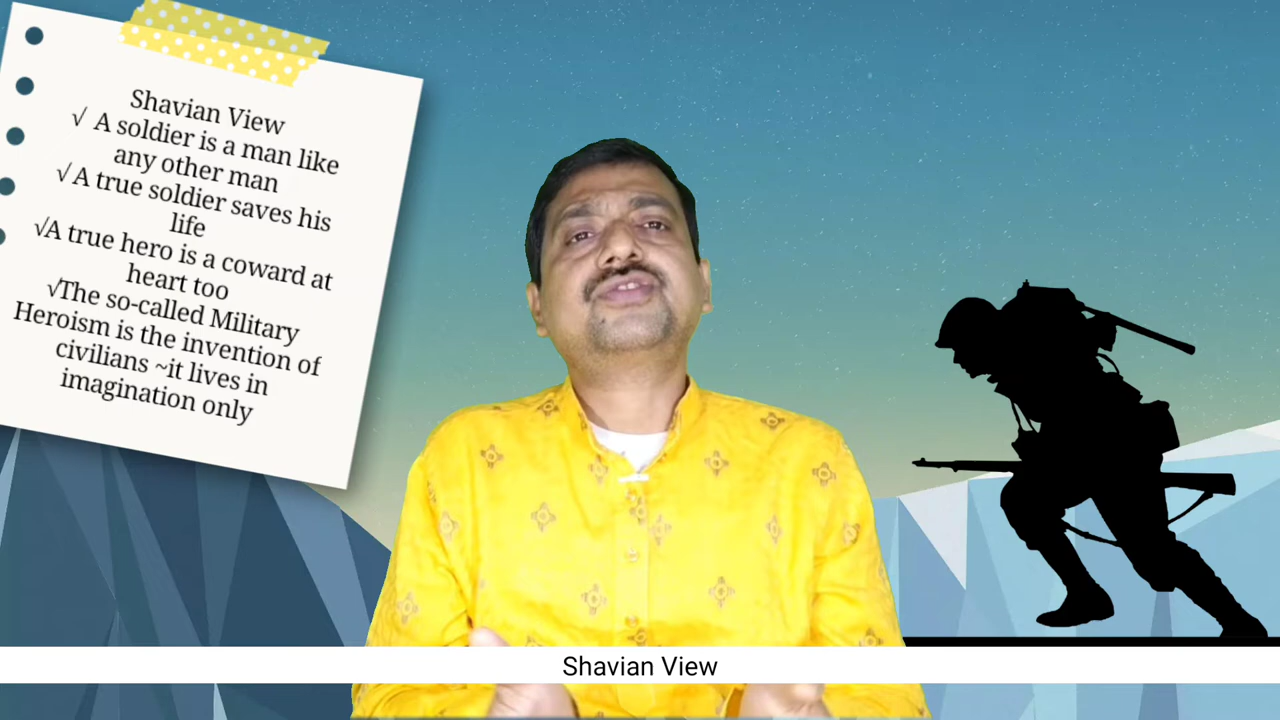 Shavian View
√ A soldier is a man like
any other man
√A true soldier saves his
life
√A true hero is a coward at
heart too
√The so-called Military
Heroism is the invention of
civilians ~it lives in
imagination only
Shavian View